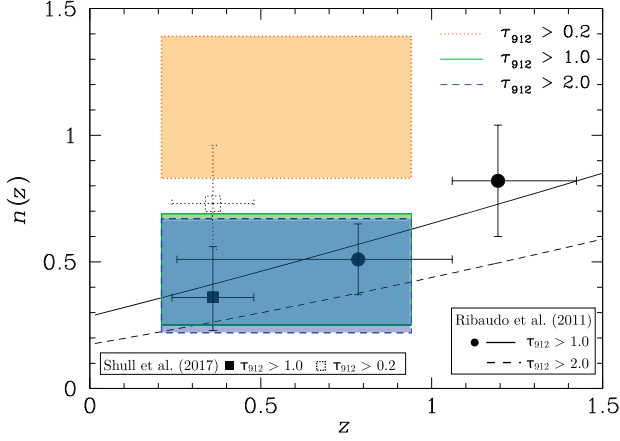 τ₉₁₂ > 0.2
τ₉₁₂ > 1.0
τ₉₁₂ > 2.0
1.5
1
0.5
0
n(z)
Ribaudo et al. (2011)
τ₉₁₂ > 1.0
τ₉₁₂ > 2.0
Shull et al. (2017) τ₉₁₂ > 1.0 τ₉₁₂ > 0.2
0 0.5 1 1.5
z